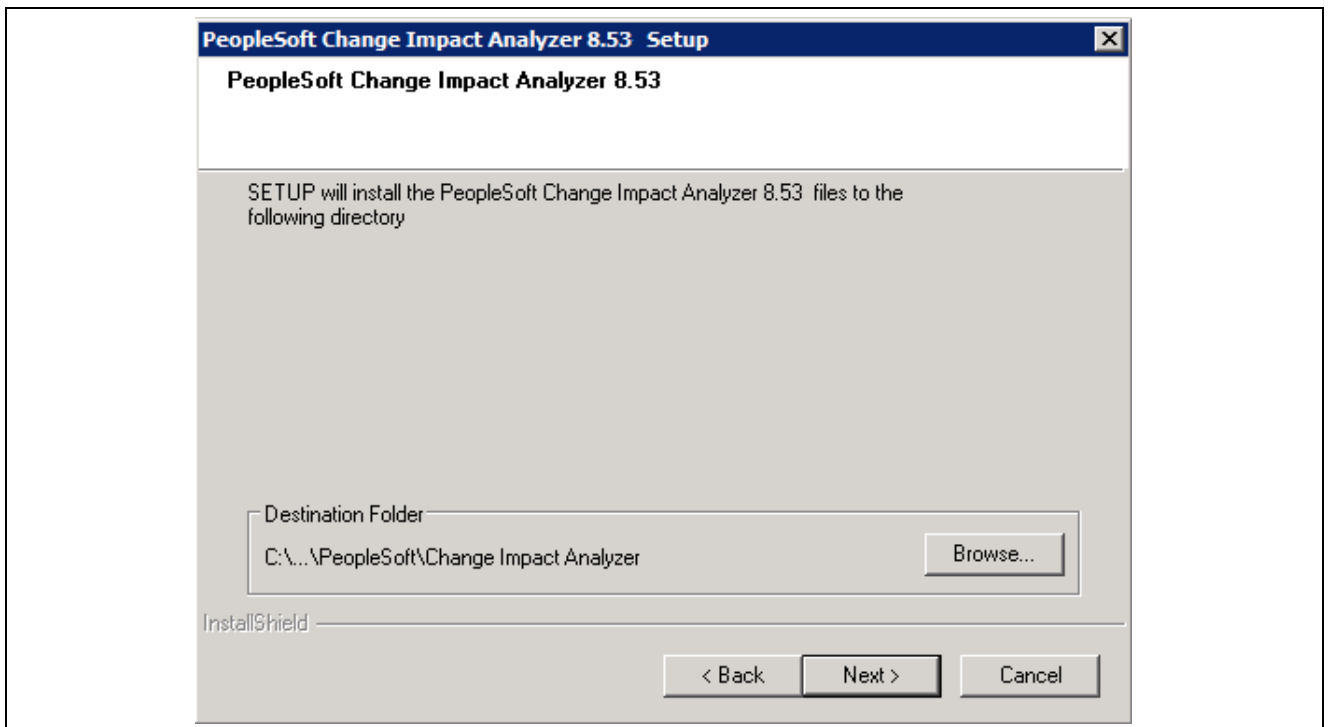 PeopleSoft Change Impact Analyzer 8.53  Setup
PeopleSoft Change Impact Analyzer 8.53
SETUP will install the PeopleSoft Change Impact Analyzer 8.53  files to the
following directory
Destination Folder
C:\...\PeopleSoft\Change Impact Analyzer
Browse...
InstallShield
< Back
Next >
Cancel